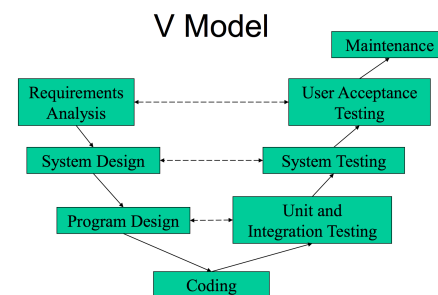 V Model
Maintenance
Requirements
Analysis
User Acceptance
Testing
System Design
System Testing
Program Design
Unit and
Integration Testing
Coding